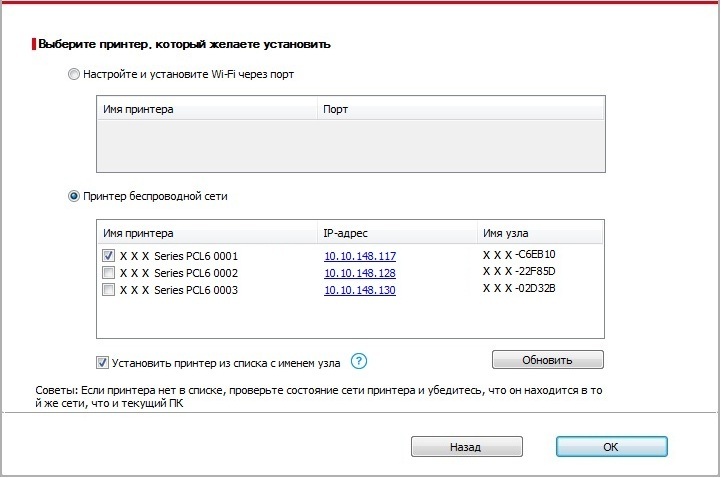 Выберите принтер, который желаете установить
Настройте и установите Wi-Fi через порт
Имя принтера Порт
Принтер беспроводной сети
Имя принтера IP-адрес Имя узла
X X X Series PCL6 0001 10.10.148.117 X X X -C6EB10
X X X Series PCL6 0002 10.10.148.128 X X X -22F85D
X X X Series PCL6 0003 10.10.148.130 X X X -02D32B
Установить принтер из списка с именем узла ? Обновить
Советы: Если принтера нет в списке, проверьте состояние сети принтера и убедитесь, что он находится в то
й же сети, что и текущий ПК
Назад OK